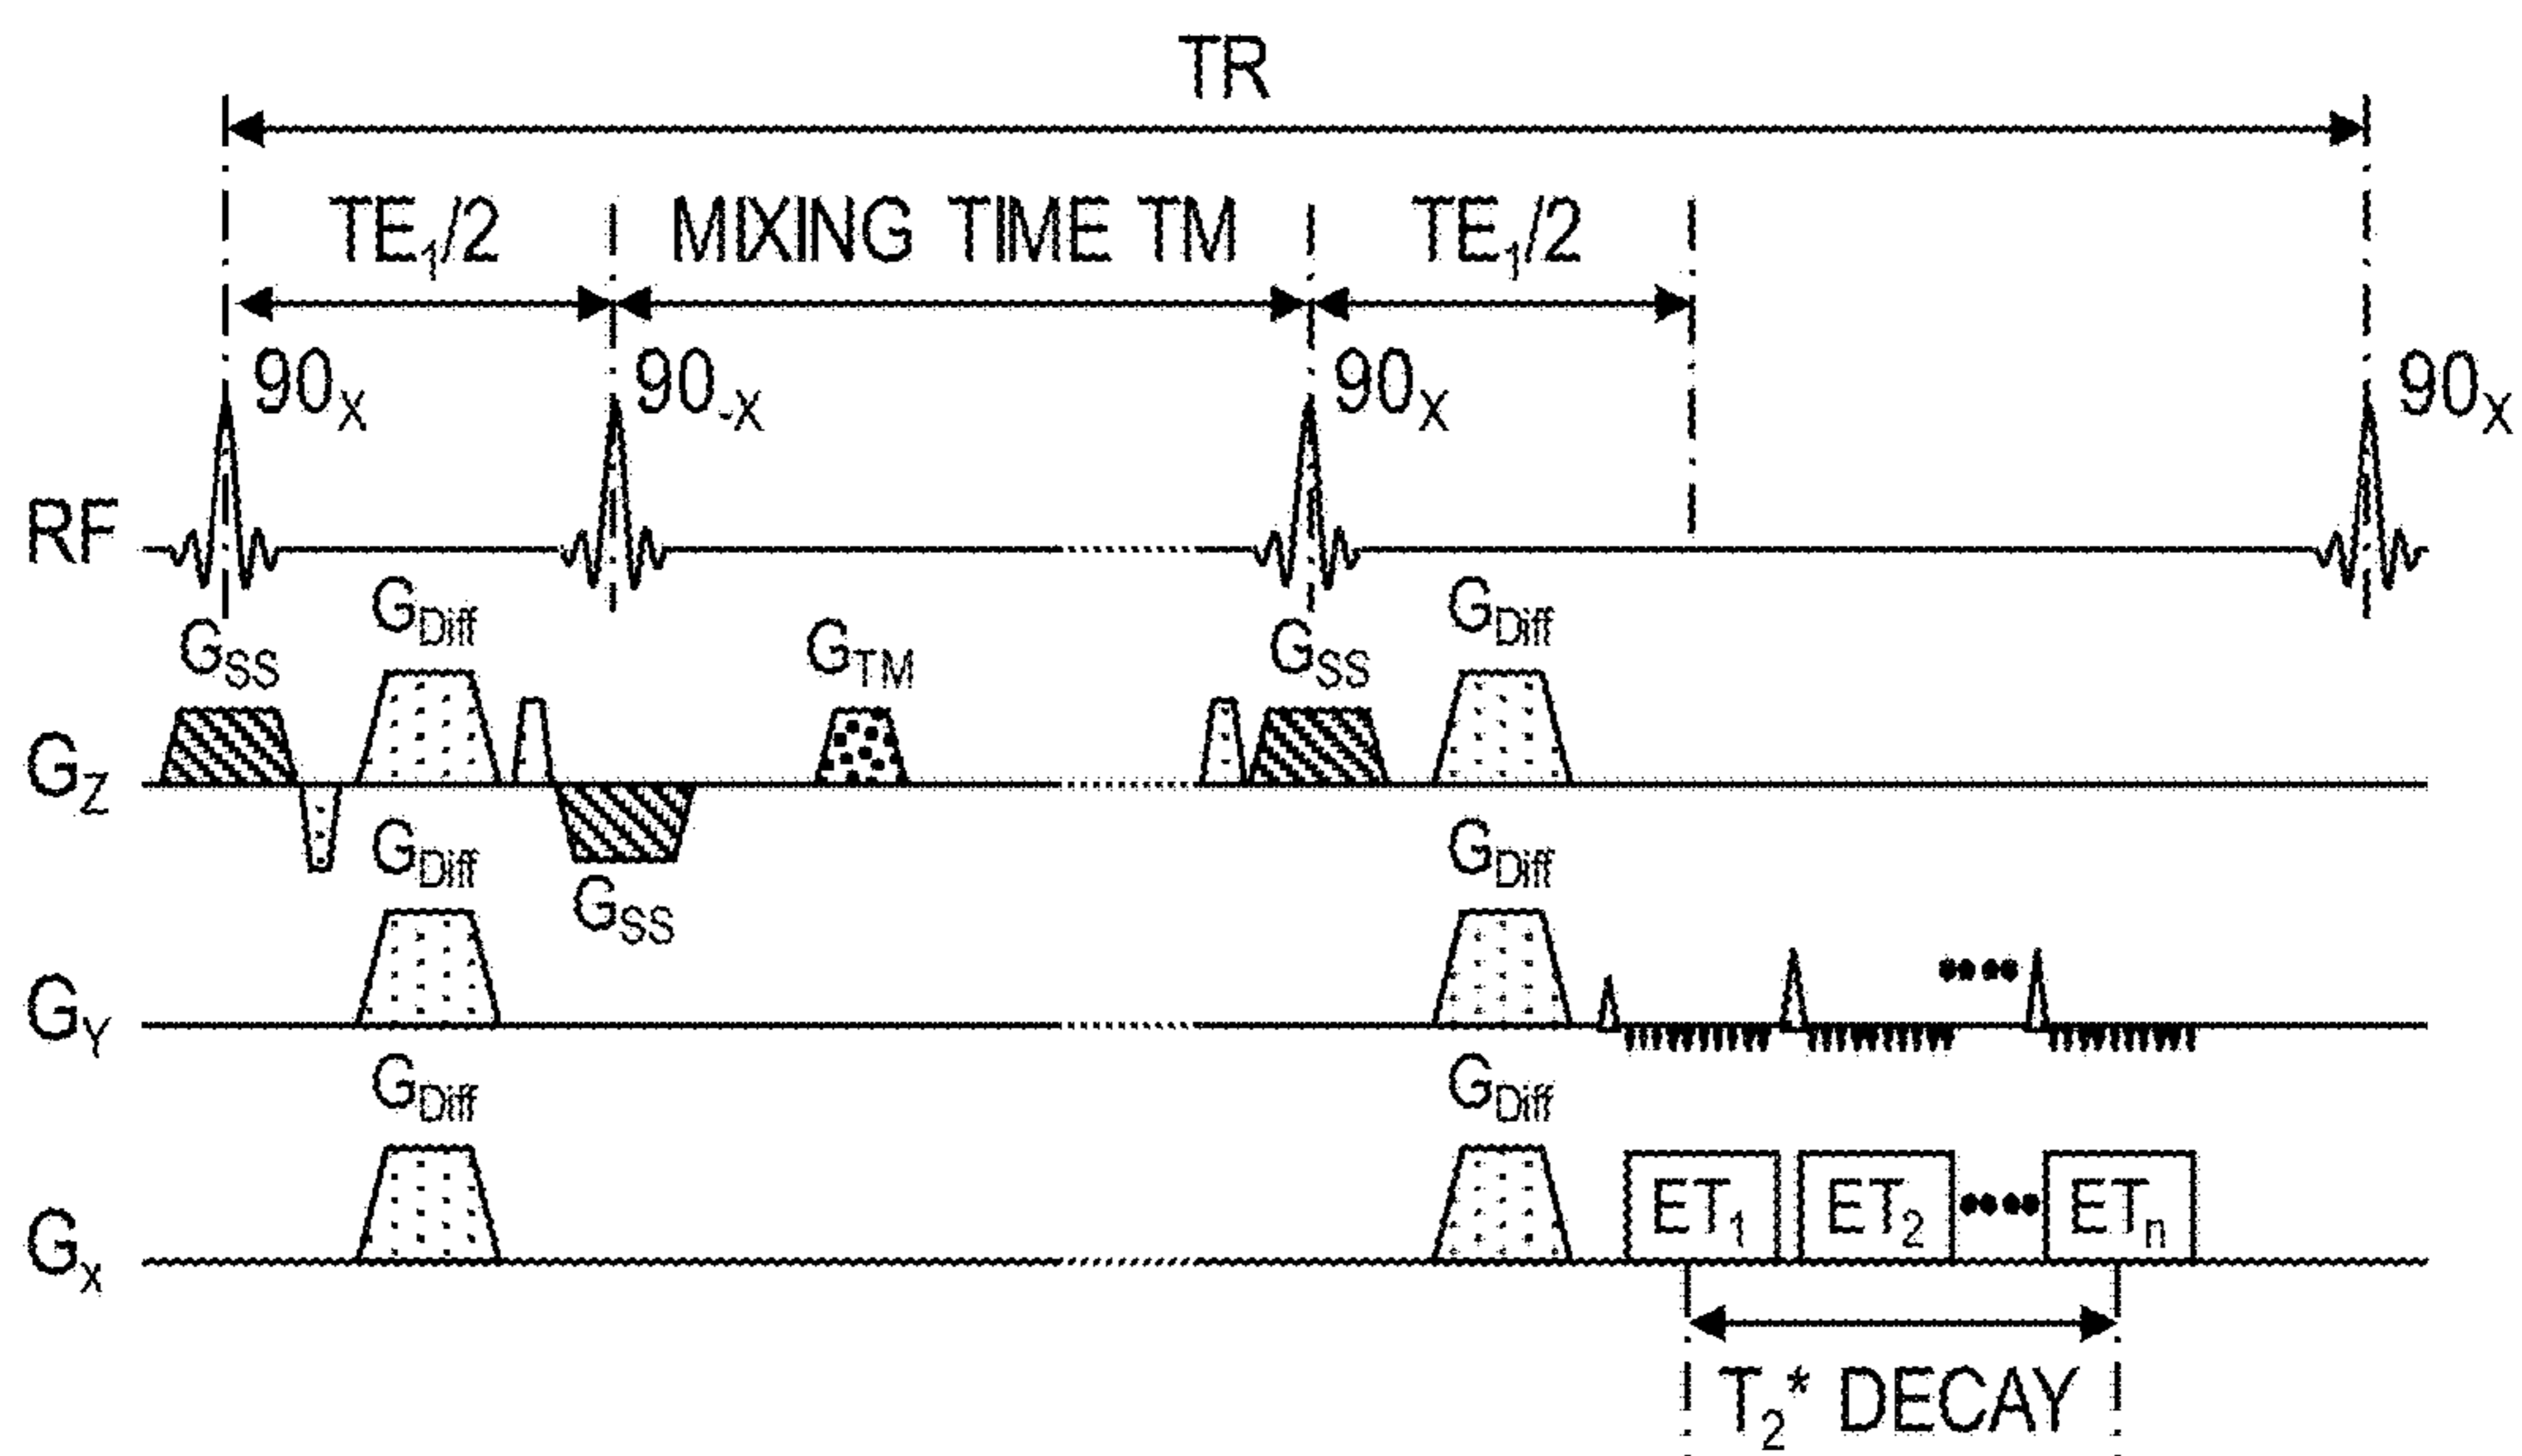 TR
TE₁/2 MIXING TIME TM TE₁/2
90X 90-X 90X 90X
RF
GDiff GDiff
GSS GTM GSS
GZ
GDiff GDiff
GSS
GY
GDiff GDiff
ET₁ ET₂ •••• ETn
GX
T₂* DECAY